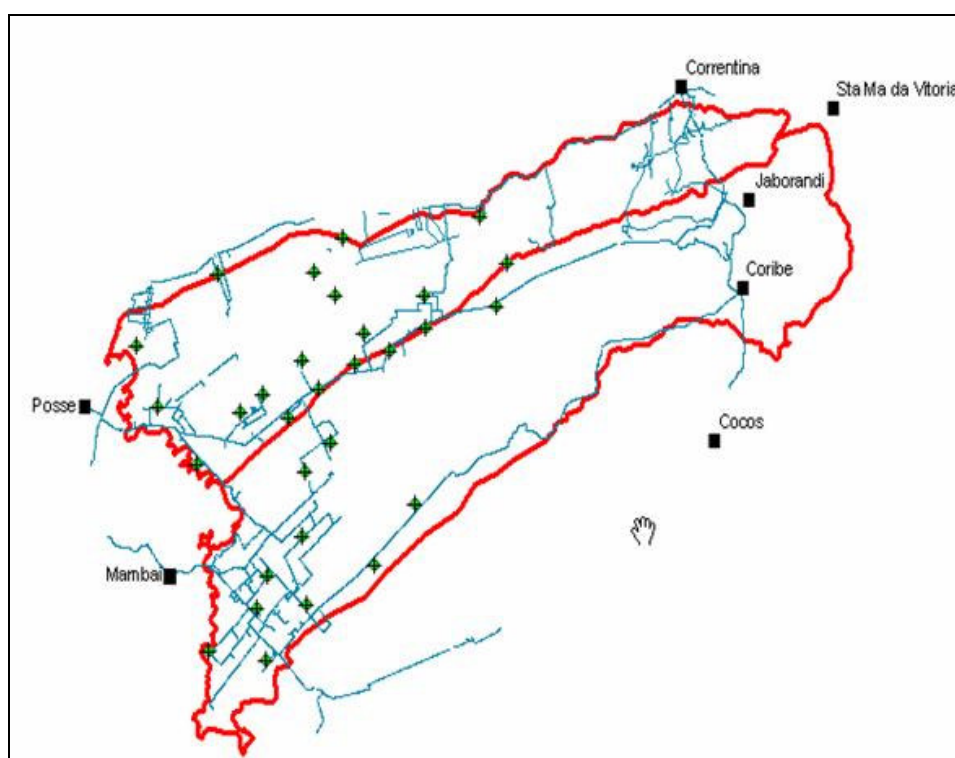 Correntina
Sta Ma da Vitoria
Jaborandi
Coribe
Posse
Cocos
Mambai